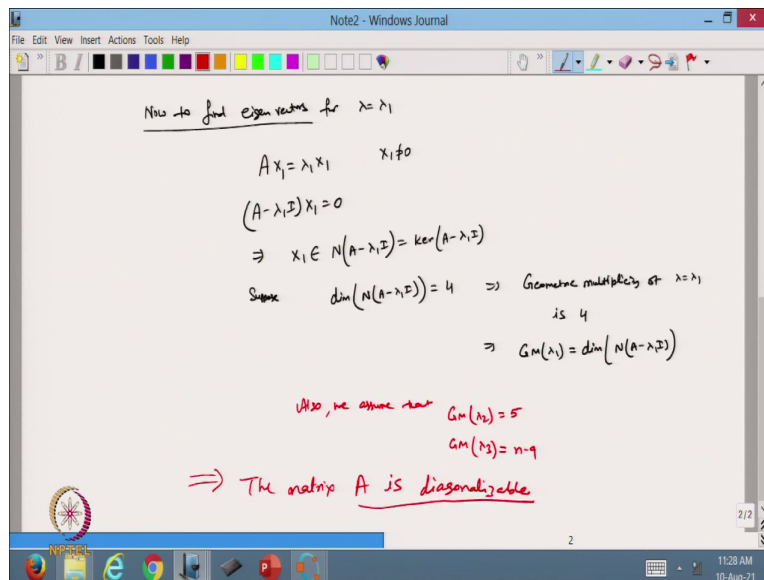 Note2 - Windows Journal
File Edit View Insert Actions Tools Help
Now to find eigen vectors for λ=λ₁
Ax₁=λ₁x₁ x₁≠0
(A-λ₁I)x₁=0
⇒ x₁∈ N(A-λ₁I)= ker(A-λ₁I)
Suppose dim(N(A-λ₁I))=4 ⇒ Geometric multiplicity of λ=λ₁
is 4
⇒ GM(λ₁)=dim(N(A-λ₁I))
Also, we assume that GM(λ₂)=5
GM(λ₃)=n-9
⇒ The matrix A is diagonalizable
2/2
2
NPTEL
11:28 AM
10-Aug-21